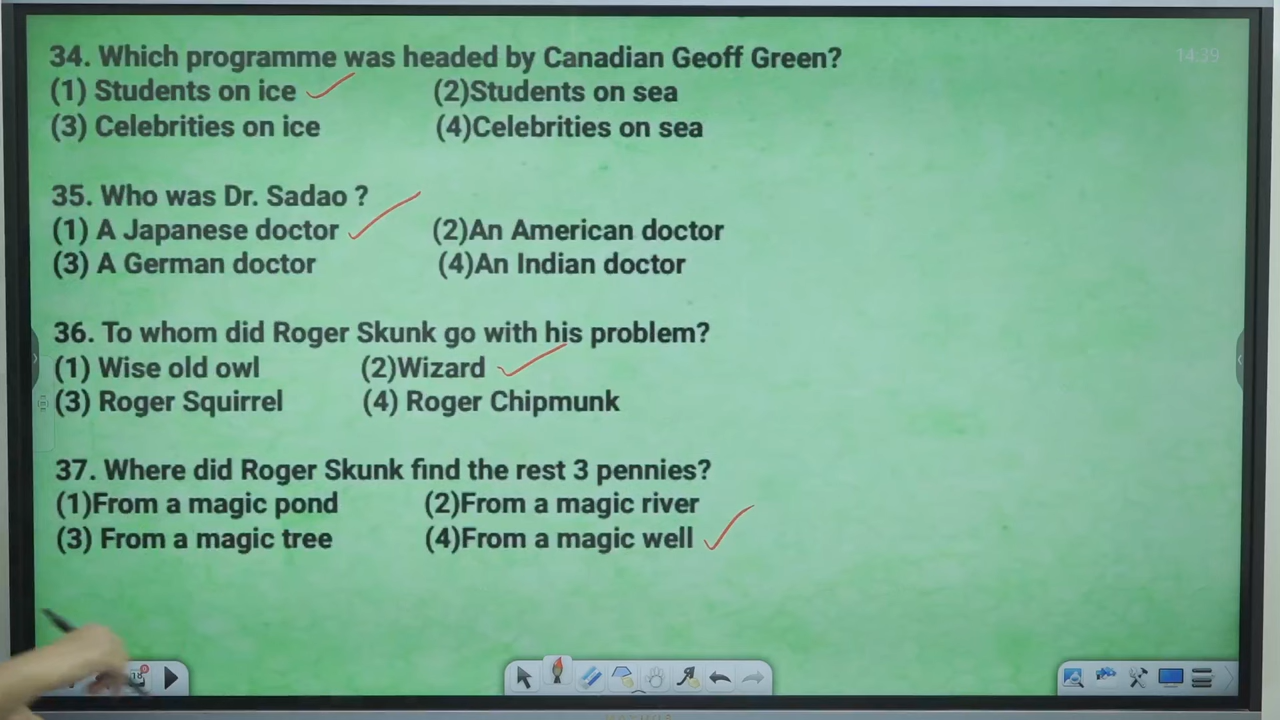 34. Which programme was headed by Canadian Geoff Green?
(1) Students on ice (2)Students on sea
(3) Celebrities on ice (4)Celebrities on sea
35. Who was Dr. Sadao ?
(1) A Japanese doctor (2)An American doctor
(3) A German doctor (4)An Indian doctor
36. To whom did Roger Skunk go with his problem?
(1) Wise old owl (2)Wizard
(3) Roger Squirrel (4) Roger Chipmunk
37. Where did Roger Skunk find the rest 3 pennies?
(1)From a magic pond (2)From a magic river
(3) From a magic tree (4)From a magic well
14:39